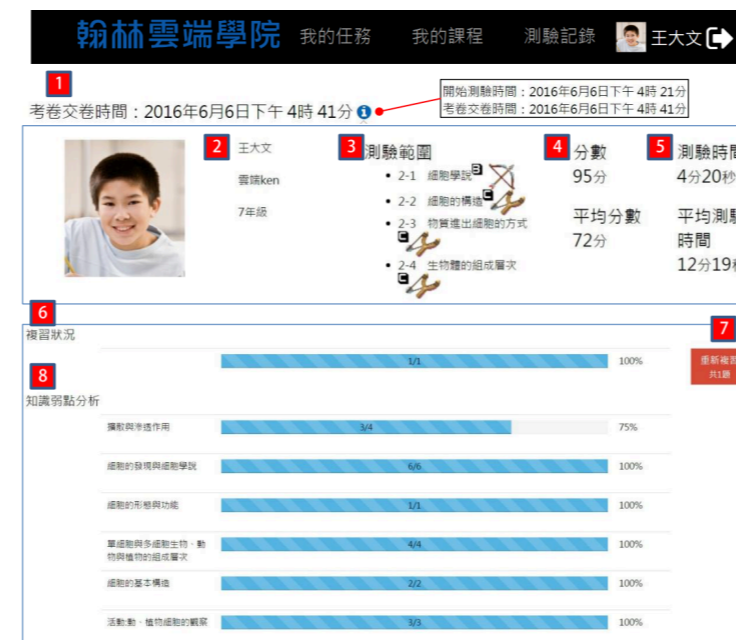 翰林雲端學院 我的任務 我的課程 測驗記錄 王大文
1
考卷交卷時間：2016年6月6日下午 4時 41分
開始測驗時間：2016年6月6日下午 4時 21分
考卷交卷時間：2016年6月6日下午 4時 41分
2
王大文
雲端ken
7年級
3 測驗範圍
2-1 細胞學說 B
2-2 細胞的構造 C
2-3 物質進出細胞的方式
C
2-4 生物體的組成層次
C
4 分數
95分
平均分數
72分
5 測驗時間
4分20秒
平均測驗
時間
12分19秒
6
複習狀況
1/1 100%
7
重新複習
共1題
8
知識弱點分析
擴散與滲透作用 3/4 75%
細胞的發現與細胞學說 6/6 100%
細胞的形態與功能 1/1 100%
單細胞與多細胞生物、動
物與植物的組成層次 4/4 100%
細胞的基本構造 2/2 100%
活動:動、植物細胞的觀察 3/3 100%